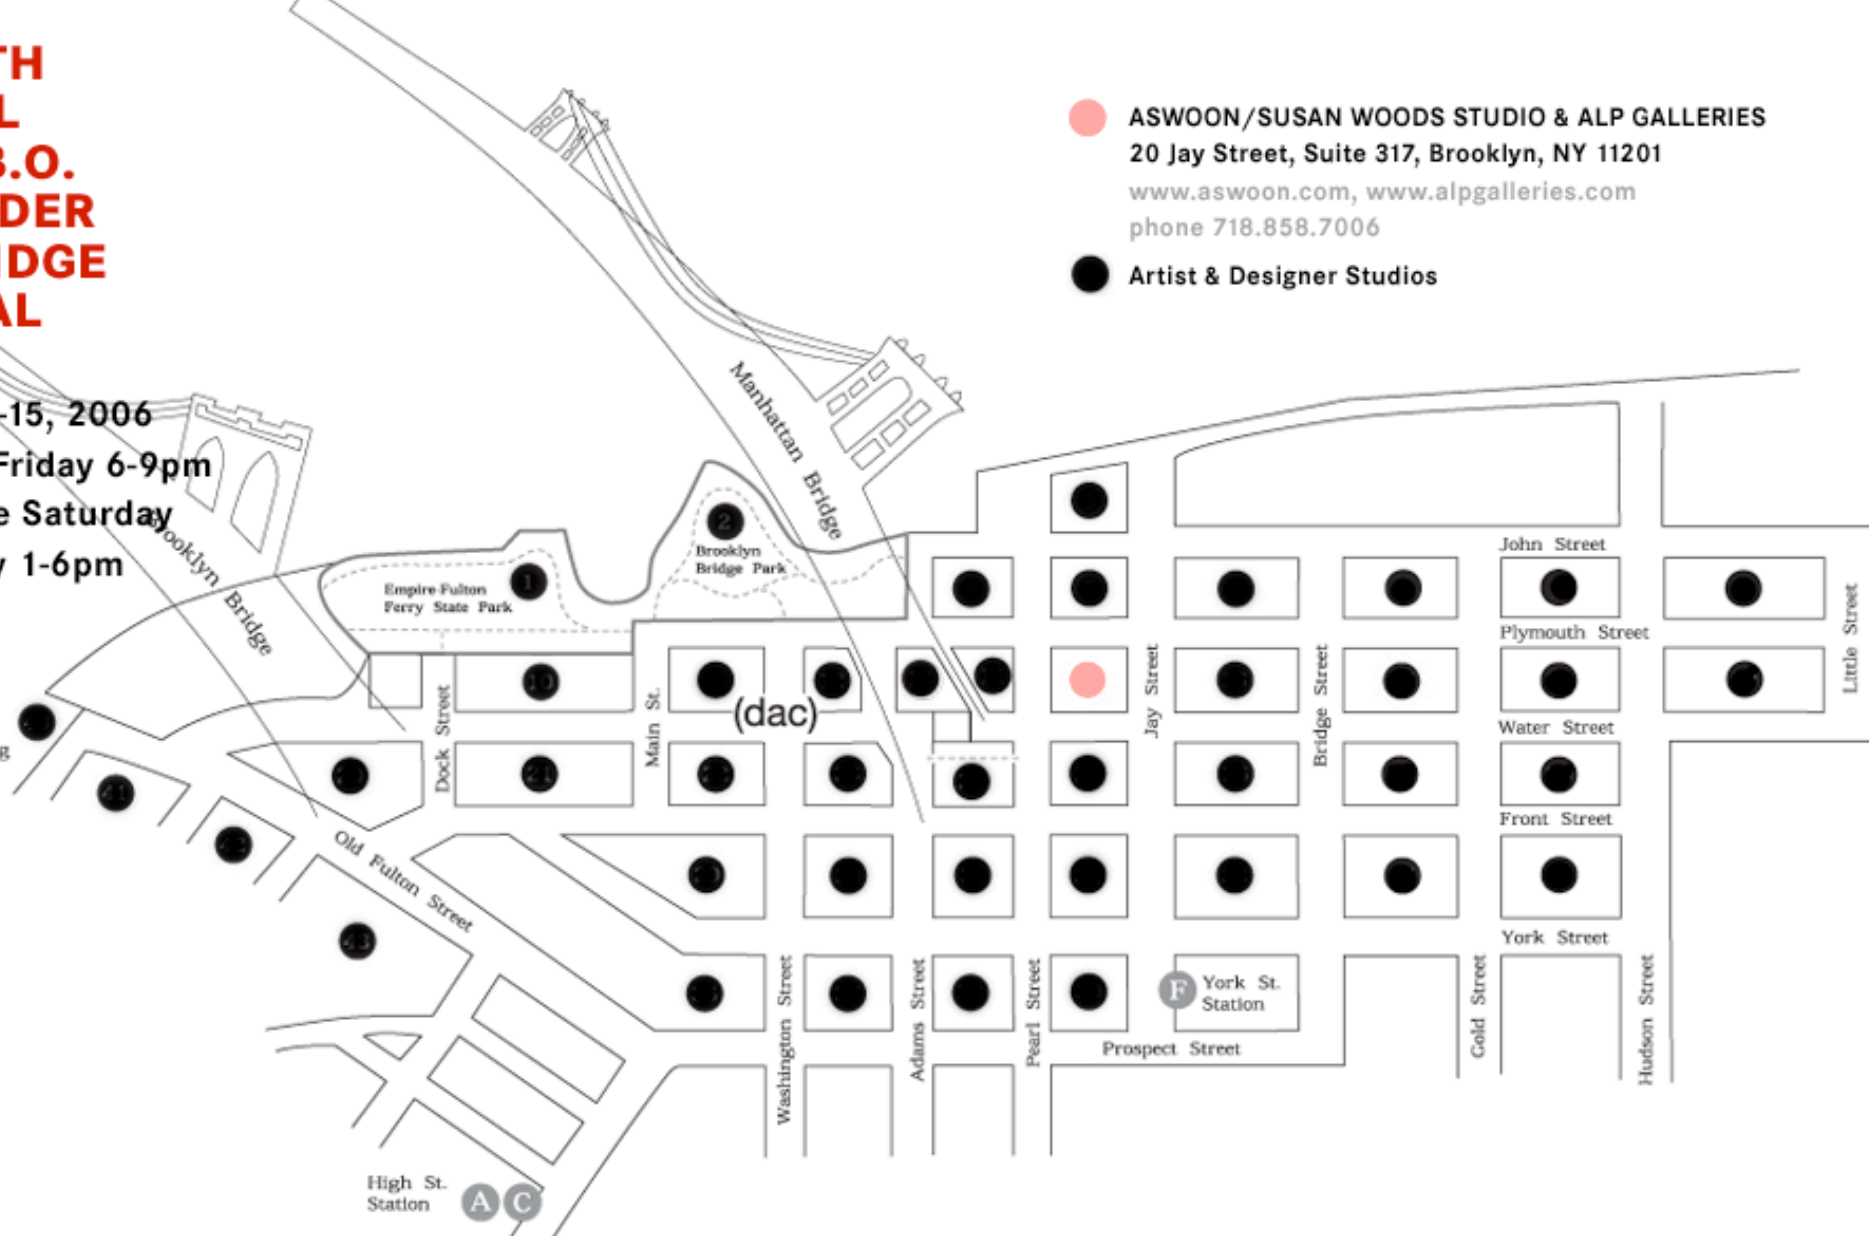 TH
L
B.O.
DER
IDGE
AL
-15, 2006
Friday 6-9pm
e Saturday
y 1-6pm
ASWOON/SUSAN WOODS STUDIO & ALP GALLERIES
20 Jay Street, Suite 317, Brooklyn, NY 11201
www.aswoon.com, www.alpgalleries.com
phone 718.858.7006
Artist & Designer Studios
Manhattan Bridge
Brooklyn Bridge
2
Brooklyn
Bridge Park
1
Empire-Fulton
Ferry State Park
John Street
Plymouth Street
Water Street
Front Street
York Street
10
(dac)
21
41
43
g
Dock Street
Main St.
Jay Street
Bridge Street
Little Street
Old Fulton Street
Washington Street
Adams Street
Pearl Street
F
York St.
Station
Prospect Street
Gold Street
Hudson Street
High St.
Station
A C